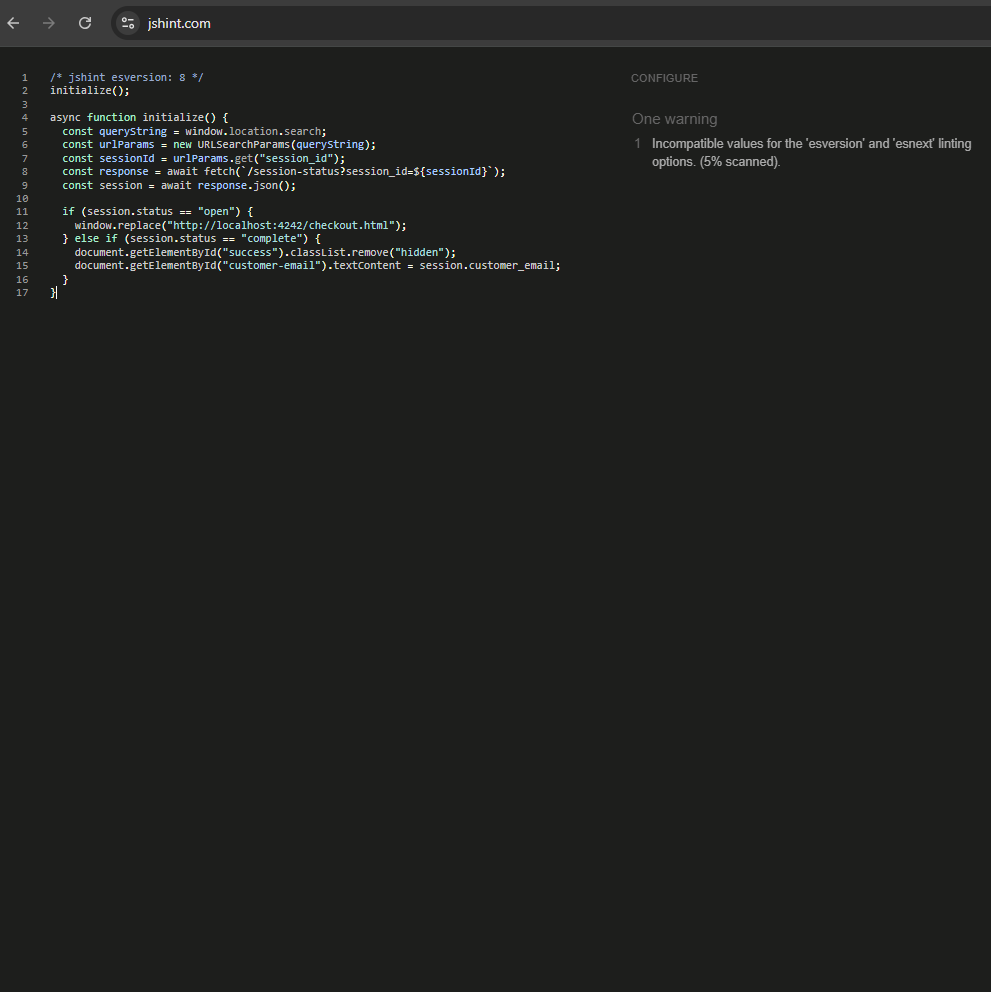 jshint.com
1 /* jshint esversion: 8 */
2 initialize();
3
4 async function initialize() {
5   const queryString = window.location.search;
6   const urlParams = new URLSearchParams(queryString);
7   const sessionId = urlParams.get("session_id");
8   const response = await fetch(`/session-status?session_id=${sessionId}`);
9   const session = await response.json();
10
11   if (session.status == "open") {
12     window.replace("http://localhost:4242/checkout.html");
13   } else if (session.status == "complete") {
14     document.getElementById("success").classList.remove("hidden");
15     document.getElementById("customer-email").textContent = session.customer_email;
16   }
17 }
CONFIGURE
One warning
1 Incompatible values for the 'esversion' and 'esnext' linting
options. (5% scanned).